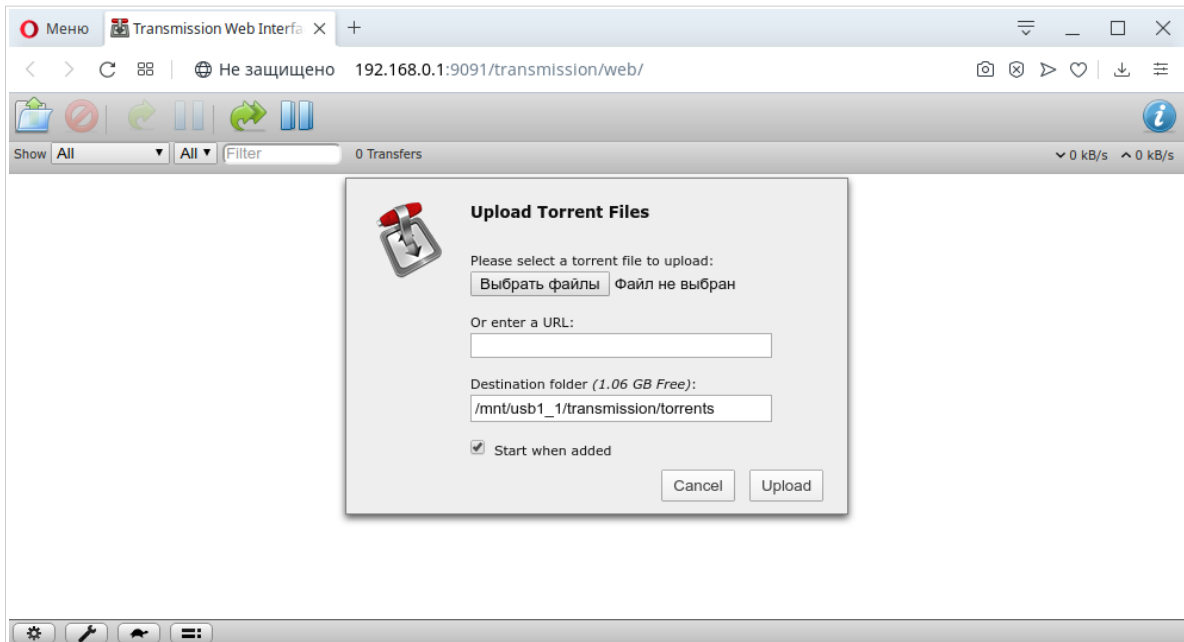 Меню Transmission Web Interfa
Не защищено 192.168.0.1:9091/transmission/web/
Show All All Filter 0 Transfers 0 kB/s 0 kB/s
Upload Torrent Files
Please select a torrent file to upload:
Выбрать файлы Файл не выбран
Or enter a URL:
Destination folder (1.06 GB Free):
/mnt/usb1_1/transmission/torrents
Start when added
Cancel Upload